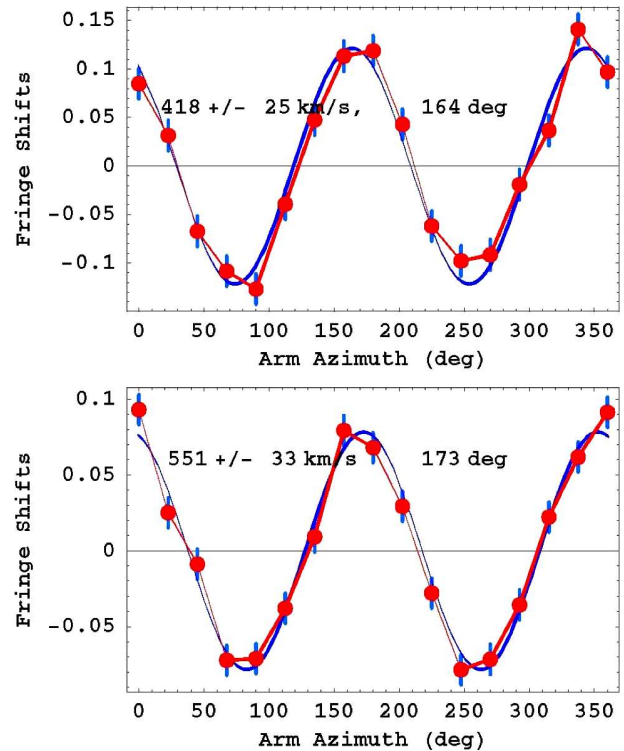 0.15
0.1
0.05
0
-0.05
-0.1
Fringe Shifts
418 +/- 25 km/s, 164 deg
0 50 100 150 200 250 300 350
Arm Azimuth (deg)
0.1
0.05
0
-0.05
Fringe Shifts
551 +/- 33 km/s 173 deg
0 50 100 150 200 250 300 350
Arm Azimuth (deg)